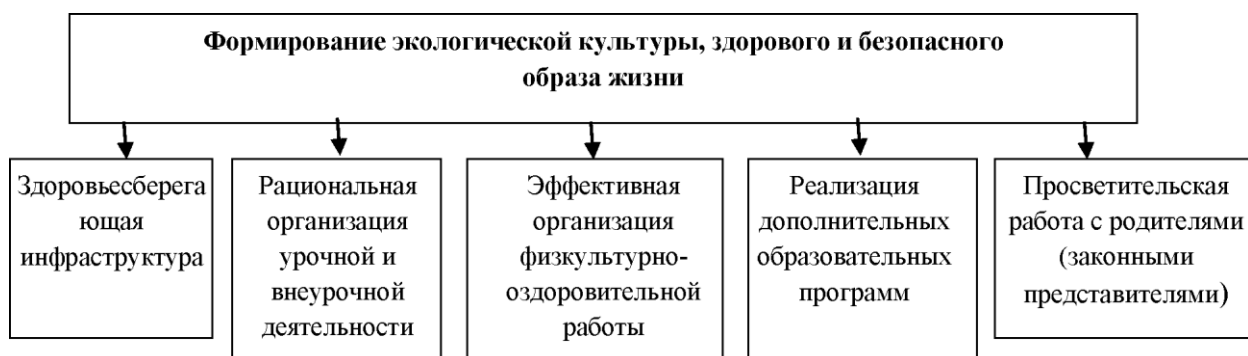 Формирование экологической культуры, здорового и безопасного
образа жизни
Здоровьесберега
ющая
инфраструктура
Рациональная
организация
урочной и
внеурочной
деятельности
Эффективная
организация
физкультурно-
оздоровительной
работы
Реализация
дополнительных
образовательных
программ
Просветительская
работа с родителями
(законными
представителями)